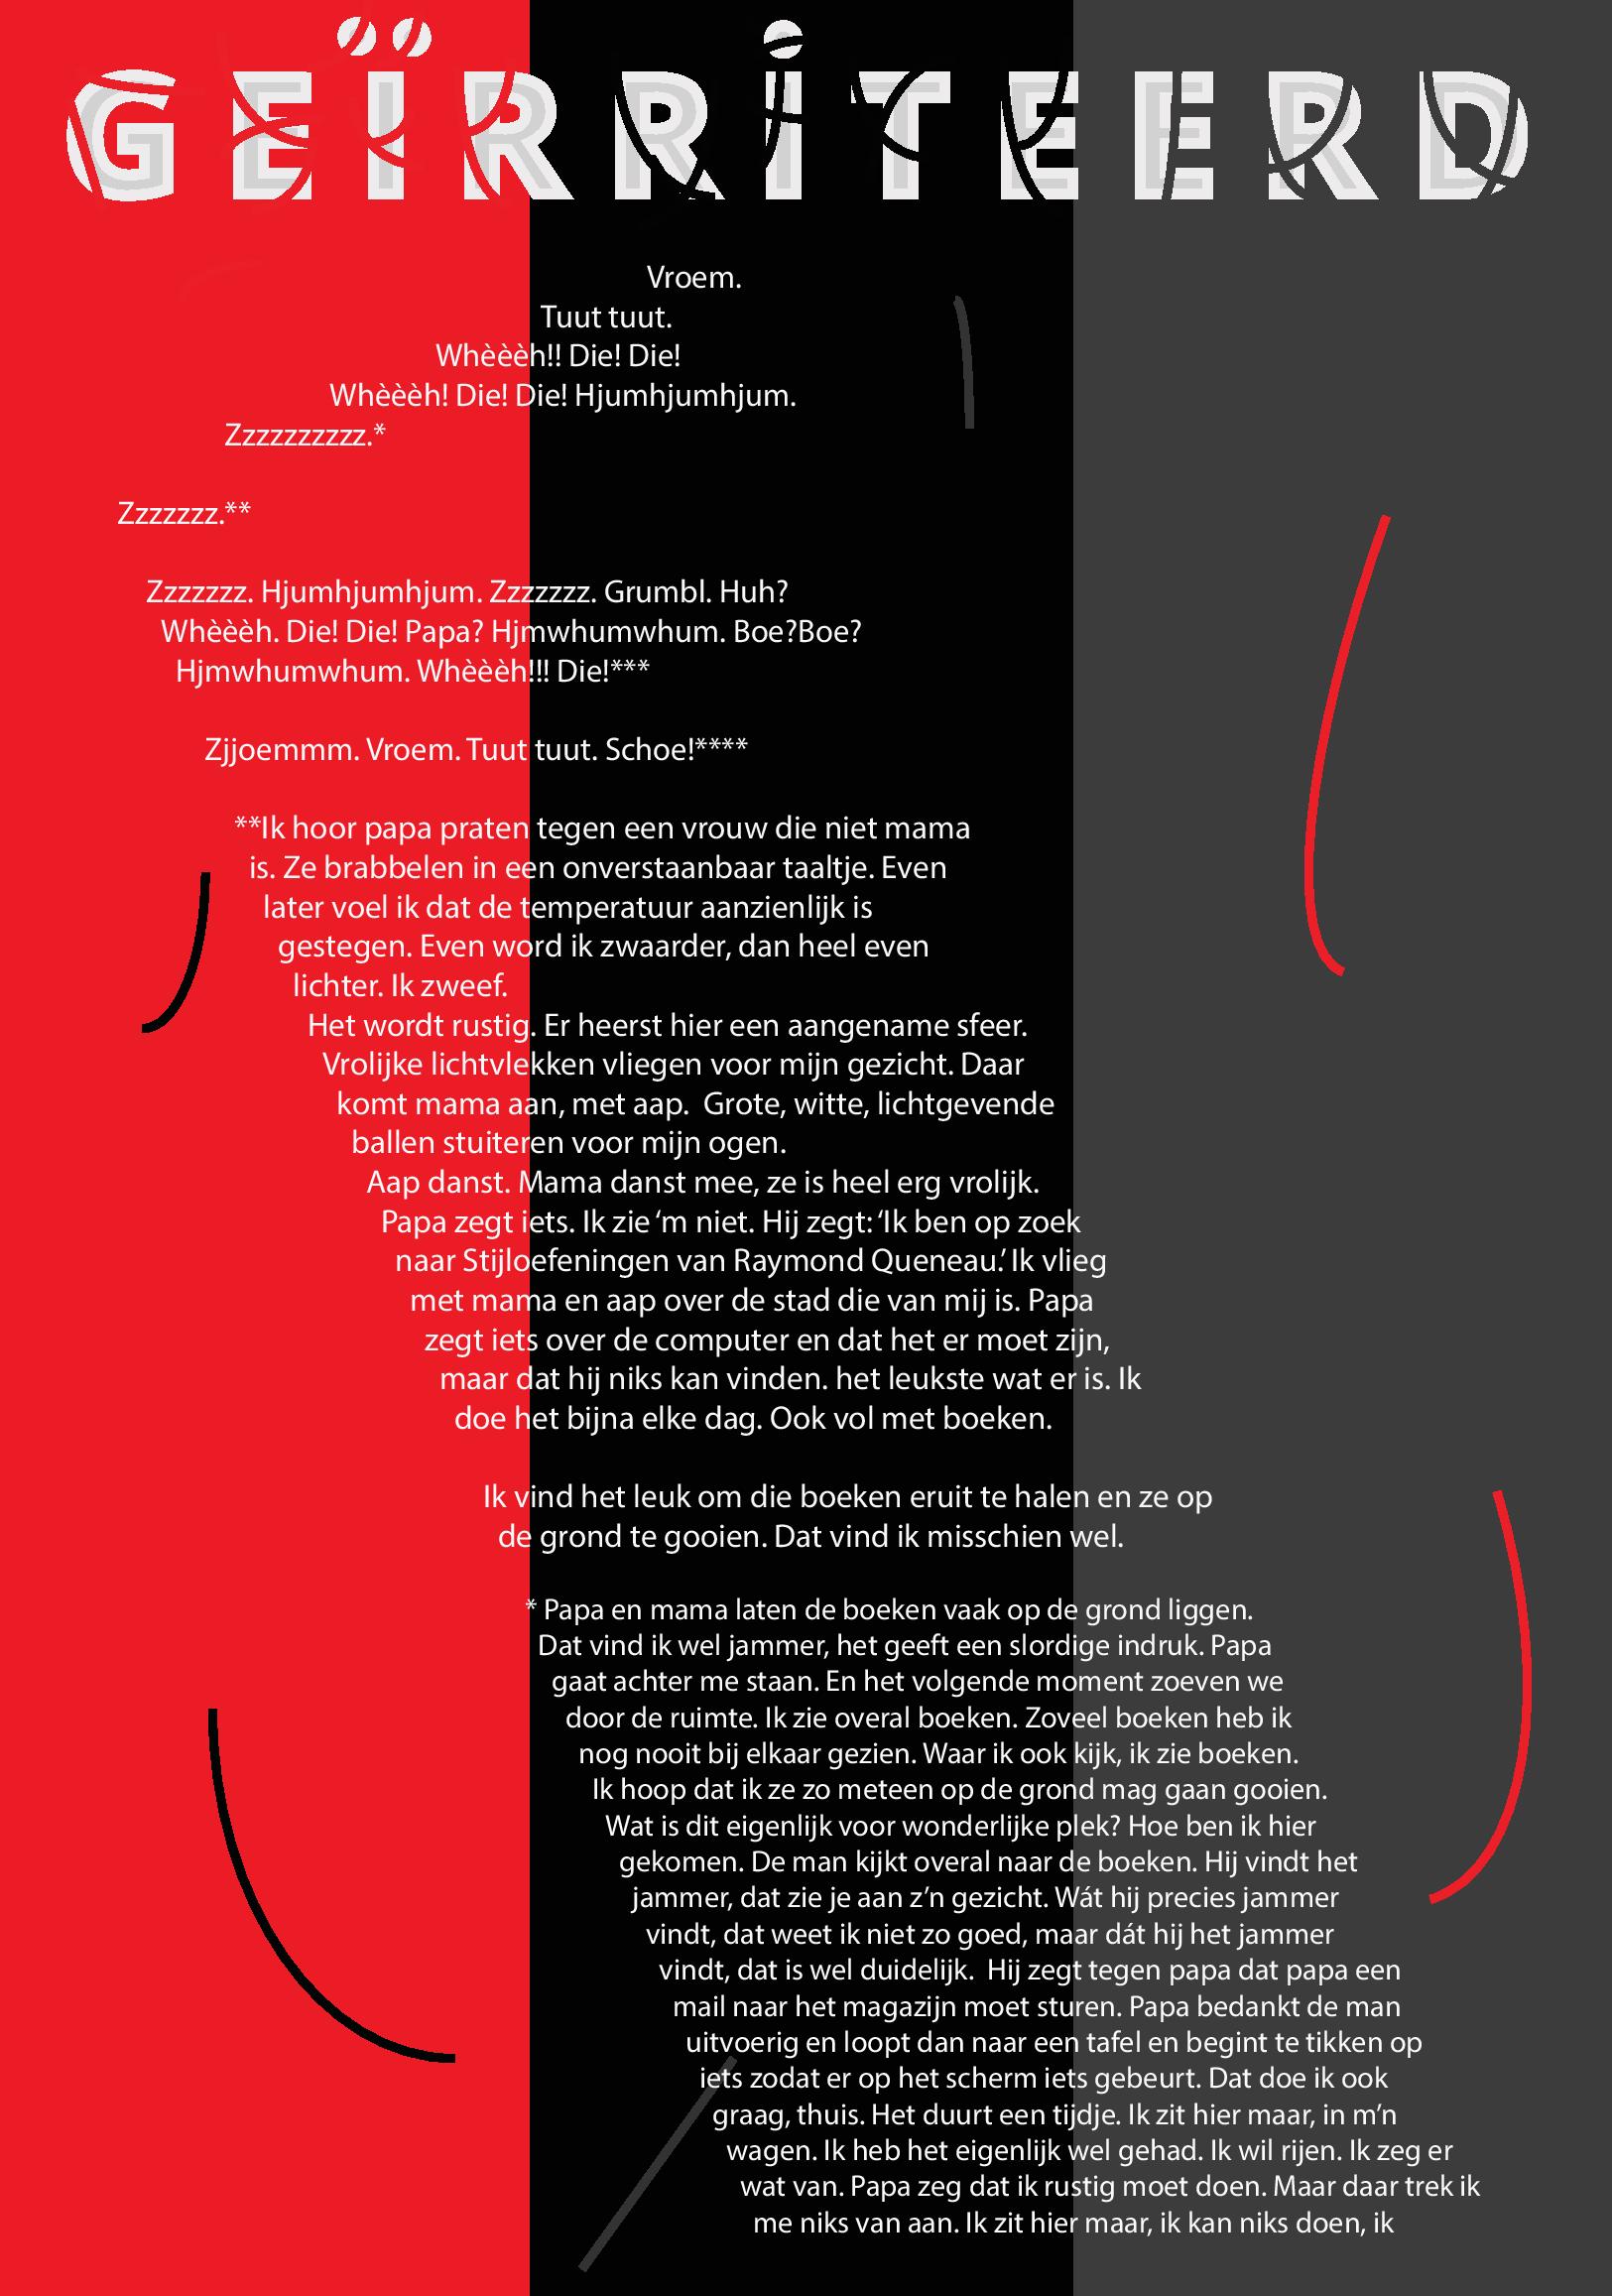 GEÏRRITEERD
Vroem.
Tuut tuut.
Whèèèh!! Die! Die!
Whèèèh! Die! Die! Hjumhjumhjum.
Zzzzzzzzzz.*
Zzzzzzz.**
Zzzzzzz. Hjumhjumhjum. Zzzzzzz. Grumbl. Huh?
Whèèèh. Die! Die! Papa? Hjmwhumwhum. Boe?Boe?
Hjmwhumwhum. Whèèèh!!! Die!***
Zjjoemmm. Vroem. Tuut tuut. Schoe!****
**Ik hoor papa praten tegen een vrouw die niet mama
is. Ze brabbelen in een onverstaanbaar taaltje. Even
later voel ik dat de temperatuur aanzienlijk is
gestegen. Even word ik zwaarder, dan heel even
lichter. Ik zweef.
Het wordt rustig. Er heerst hier een aangename sfeer.
Vrolijke lichtvlekken vliegen voor mijn gezicht. Daar
komt mama aan, met aap.  Grote, witte, lichtgevende
ballen stuiteren voor mijn ogen.
Aap danst. Mama danst mee, ze is heel erg vrolijk.
Papa zegt iets. Ik zie ‘m niet. Hij zegt: ‘Ik ben op zoek
naar Stijloefeningen van Raymond Queneau.’ Ik vlieg
met mama en aap over de stad die van mij is. Papa
zegt iets over de computer en dat het er moet zijn,
maar dat hij niks kan vinden. het leukste wat er is. Ik
doe het bijna elke dag. Ook vol met boeken.
Ik vind het leuk om die boeken eruit te halen en ze op
de grond te gooien. Dat vind ik misschien wel.
* Papa en mama laten de boeken vaak op de grond liggen.
Dat vind ik wel jammer, het geeft een slordige indruk. Papa
gaat achter me staan. En het volgende moment zoeven we
door de ruimte. Ik zie overal boeken. Zoveel boeken heb ik
nog nooit bij elkaar gezien. Waar ik ook kijk, ik zie boeken.
Ik hoop dat ik ze zo meteen op de grond mag gaan gooien.
Wat is dit eigenlijk voor wonderlijke plek? Hoe ben ik hier
gekomen. De man kijkt overal naar de boeken. Hij vindt het
jammer, dat zie je aan z’n gezicht. Wát hij precies jammer
vindt, dat weet ik niet zo goed, maar dát hij het jammer
vindt, dat is wel duidelijk.  Hij zegt tegen papa dat papa een
mail naar het magazijn moet sturen. Papa bedankt de man
uitvoerig en loopt dan naar een tafel en begint te tikken op
iets zodat er op het scherm iets gebeurt. Dat doe ik ook
graag, thuis. Het duurt een tijdje. Ik zit hier maar, in m’n
wagen. Ik heb het eigenlijk wel gehad. Ik wil rijen. Ik zeg er
wat van. Papa zeg dat ik rustig moet doen. Maar daar trek ik
me niks van aan. Ik zit hier maar, ik kan niks doen, ik